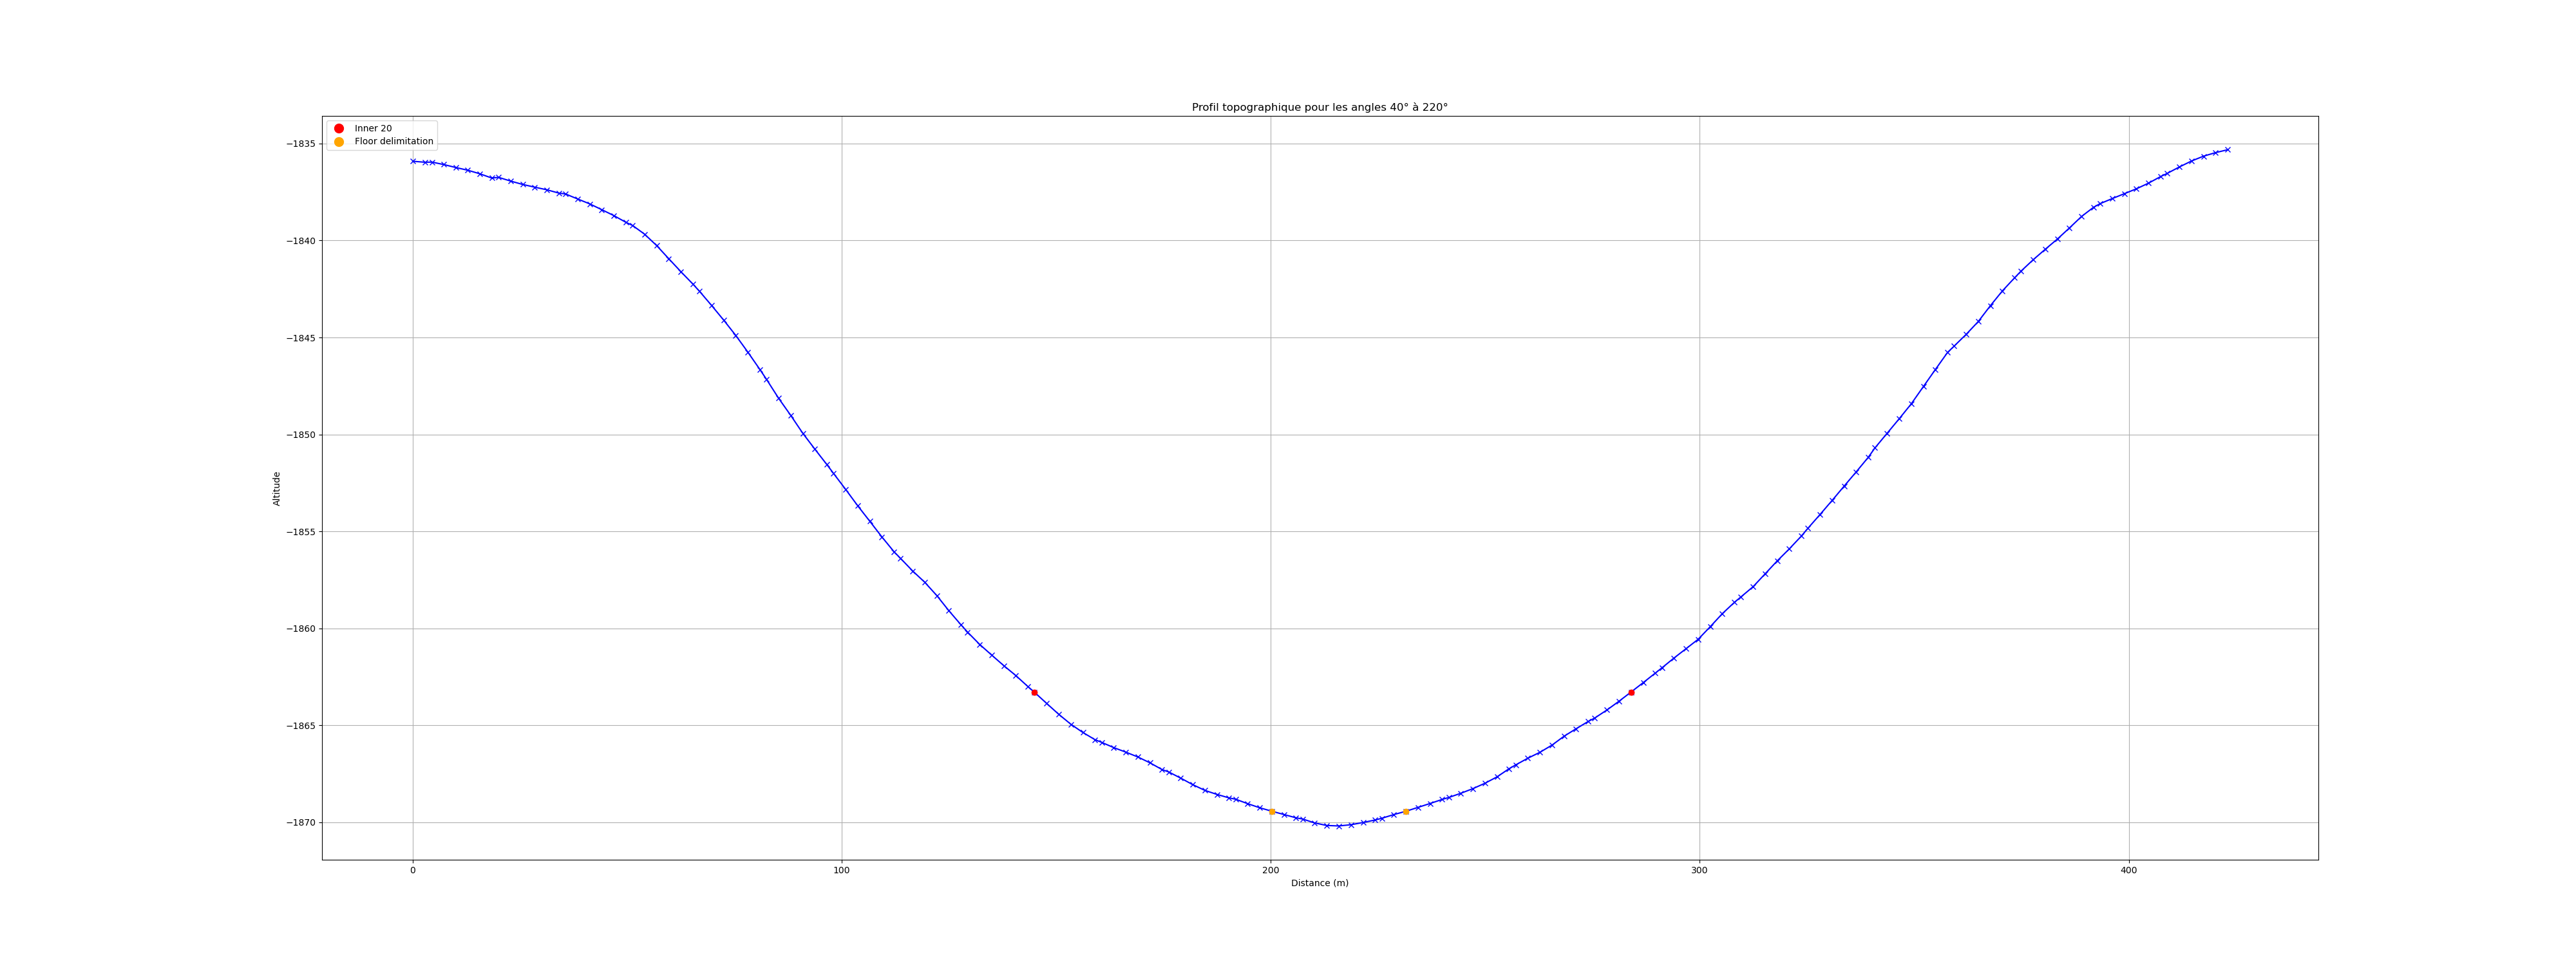 Profil topographique pour les angles 40° à 220°
Inner 20
Floor delimitation
−1835
−1840
−1845
−1850
−1855
−1860
−1865
−1870
Altitude
0
100
200
300
400
Distance (m)